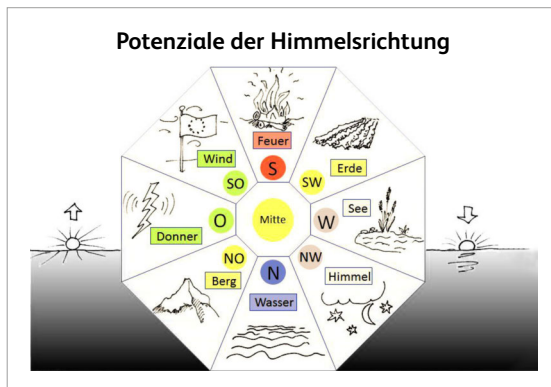 Potenziale der Himmelsrichtung
Feuer
S
Wind
SO
Erde
SW
Donner
O
Mitte
See
W
Berg
NO
Wasser
N
Himmel
NW